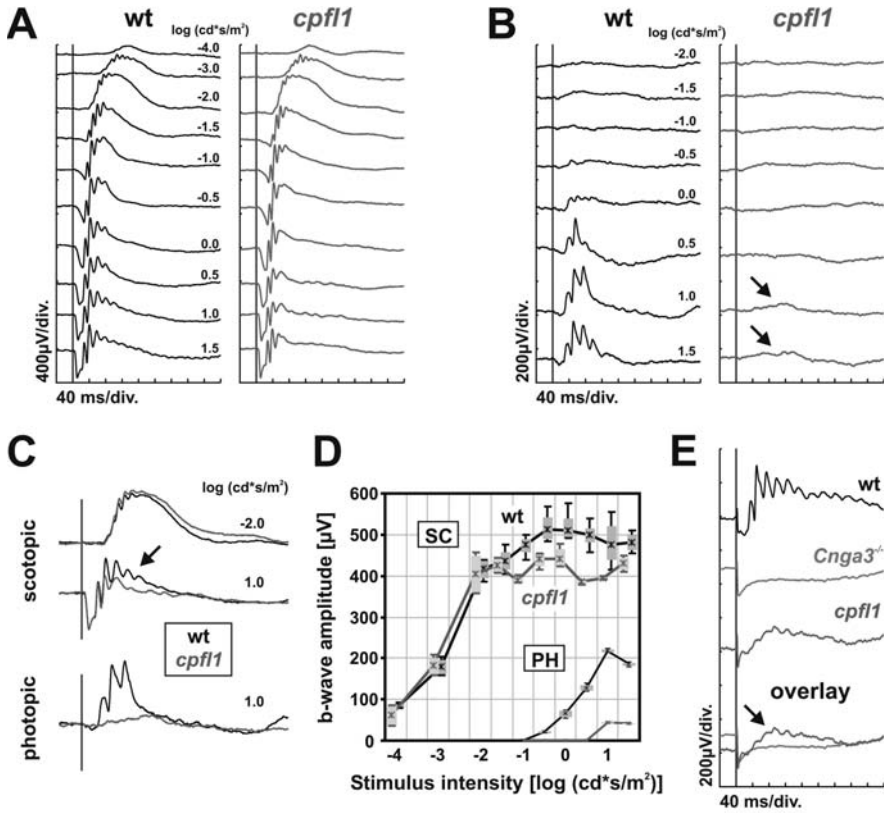 A
wt
cpfl1
log (cd*s/m²)
-4.0
-3.0
-2.0
-1.5
-1.0
-0.5
0.0
0.5
1.0
1.5
400µV/div.
40 ms/div.
B
wt
cpfl1
log (cd*s/m²)
-2.0
-1.5
-1.0
-0.5
0.0
0.5
1.0
1.5
200µV/div.
40 ms/div.
C
log (cd*s/m²)
-2.0
scotopic
1.0
wt
cpfl1
photopic
1.0
D
600
500
400
300
200
100
0
b-wave amplitude [µV]
SC
wt
cpfl1
PH
-4 -3 -2 -1 0 1
Stimulus intensity [log (cd*s/m²)]
E
wt
Cnga3-/-
cpfl1
overlay
200µV/div.
40 ms/div.